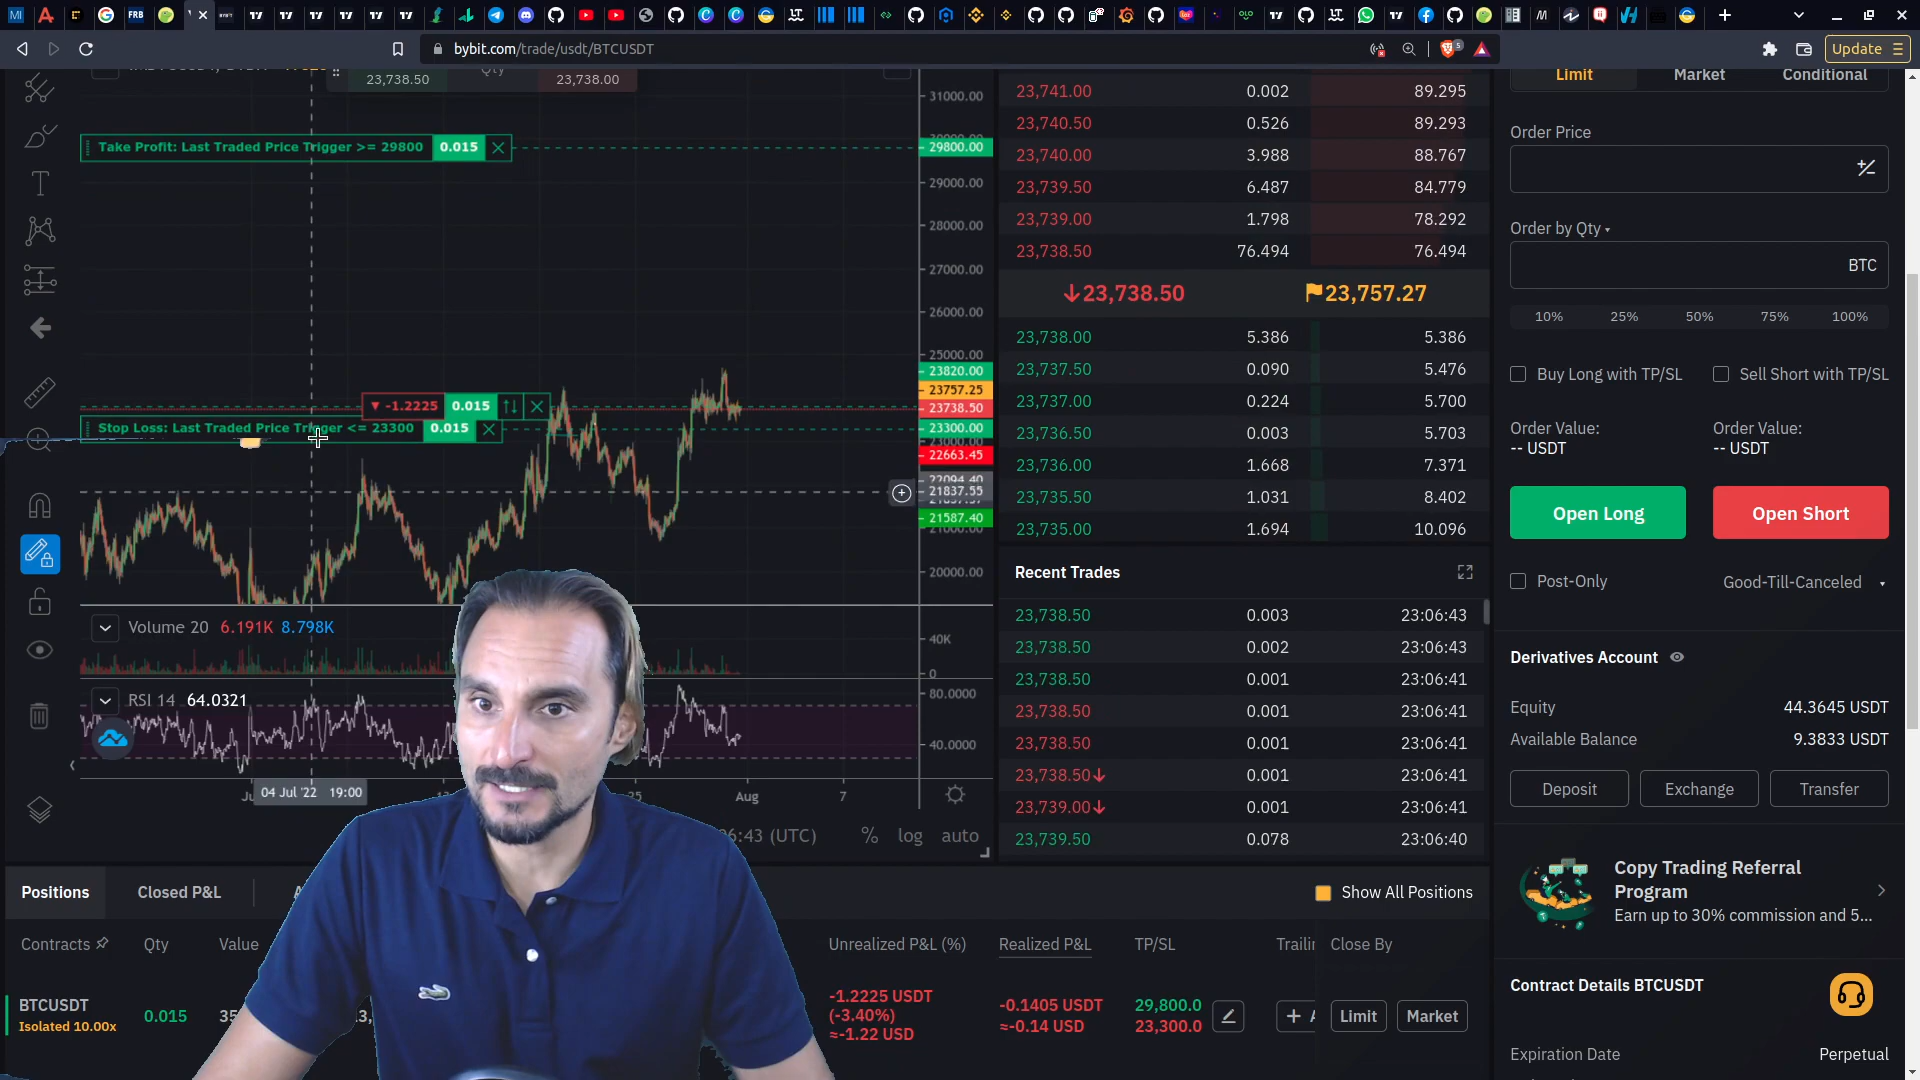 bybit.com/trade/usdt/BTCUSDT
Update
23,738.50
Qty
23,738.00
31000.00
Take Profit: Last Traded Price Trigger >= 29800 0.015
29800.00
29000.00
28000.00
27000.00
26000.00
25000.00
23820.00
23757.25
-1.2225 0.015
23738.50
Stop Loss: Last Traded Price Trigger <= 23300 0.015
23300.00
22663.45
21837.55
21587.40
20000.00
Volume 20 6.191K 8.798K
40K
0
RSI 14 64.0321
80.0000
40.0000
04 Jul '22 19:00
Aug
7
(UTC)
%
log
auto
23,741.00 0.002 89.295
23,740.50 0.526 89.293
23,740.00 3.988 88.767
23,739.50 6.487 84.779
23,739.00 1.798 78.292
23,738.50 76.494 76.494
↓23,738.50 23,757.27
23,738.00 5.386 5.386
23,737.50 0.090 5.476
23,737.00 0.224 5.700
23,736.50 0.003 5.703
23,736.00 1.668 7.371
23,735.50 1.031 8.402
23,735.00 1.694 10.096
Recent Trades
23,738.50 0.003 23:06:43
23,738.50 0.002 23:06:43
23,738.50 0.001 23:06:41
23,738.50 0.001 23:06:41
23,738.50 0.001 23:06:41
23,738.50↓ 0.001 23:06:41
23,739.00↓ 0.001 23:06:41
23,739.50 0.078 23:06:40
Limit
Market
Conditional
Order Price
Order by Qty
BTC
10% 25% 50% 75% 100%
Buy Long with TP/SL
Sell Short with TP/SL
Order Value:
-- USDT
Order Value:
-- USDT
Open Long
Open Short
Post-Only
Good-Till-Canceled
Derivatives Account
Equity 44.3645 USDT
Available Balance 9.3833 USDT
Deposit
Exchange
Transfer
Copy Trading Referral
Program
Earn up to 30% commission and 5...
Contract Details BTCUSDT
Expiration Date Perpetual
Positions
Closed P&L
Show All Positions
Contracts
Qty
Value
Unrealized P&L (%)
Realized P&L
TP/SL
Close By
BTCUSDT
Isolated 10.00x
0.015
-1.2225 USDT
(-3.40%)
≈-1.22 USD
-0.1405 USDT
≈-0.14 USD
29,800.0
23,300.0
Limit
Market